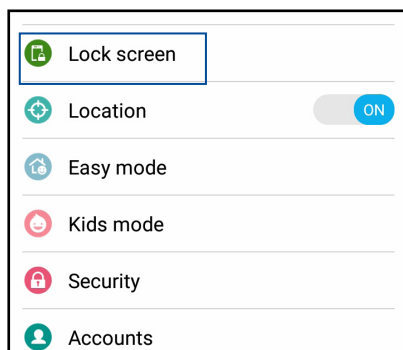 Lock screen
Location
ON
Easy mode
Kids mode
Security
Accounts